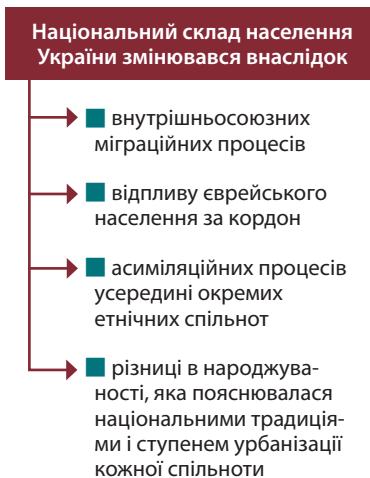 Національний склад населення
України змінювався внаслідок
внутрішньосоюзних
міграційних процесів
відпливу єврейського
населення за кордон
асиміляційних процесів
усередині окремих
етнічних спільнот
різниці в народжува-
ності, яка пояснювалася
національними традиція-
ми і ступенем урбанізації
кожної спільноти